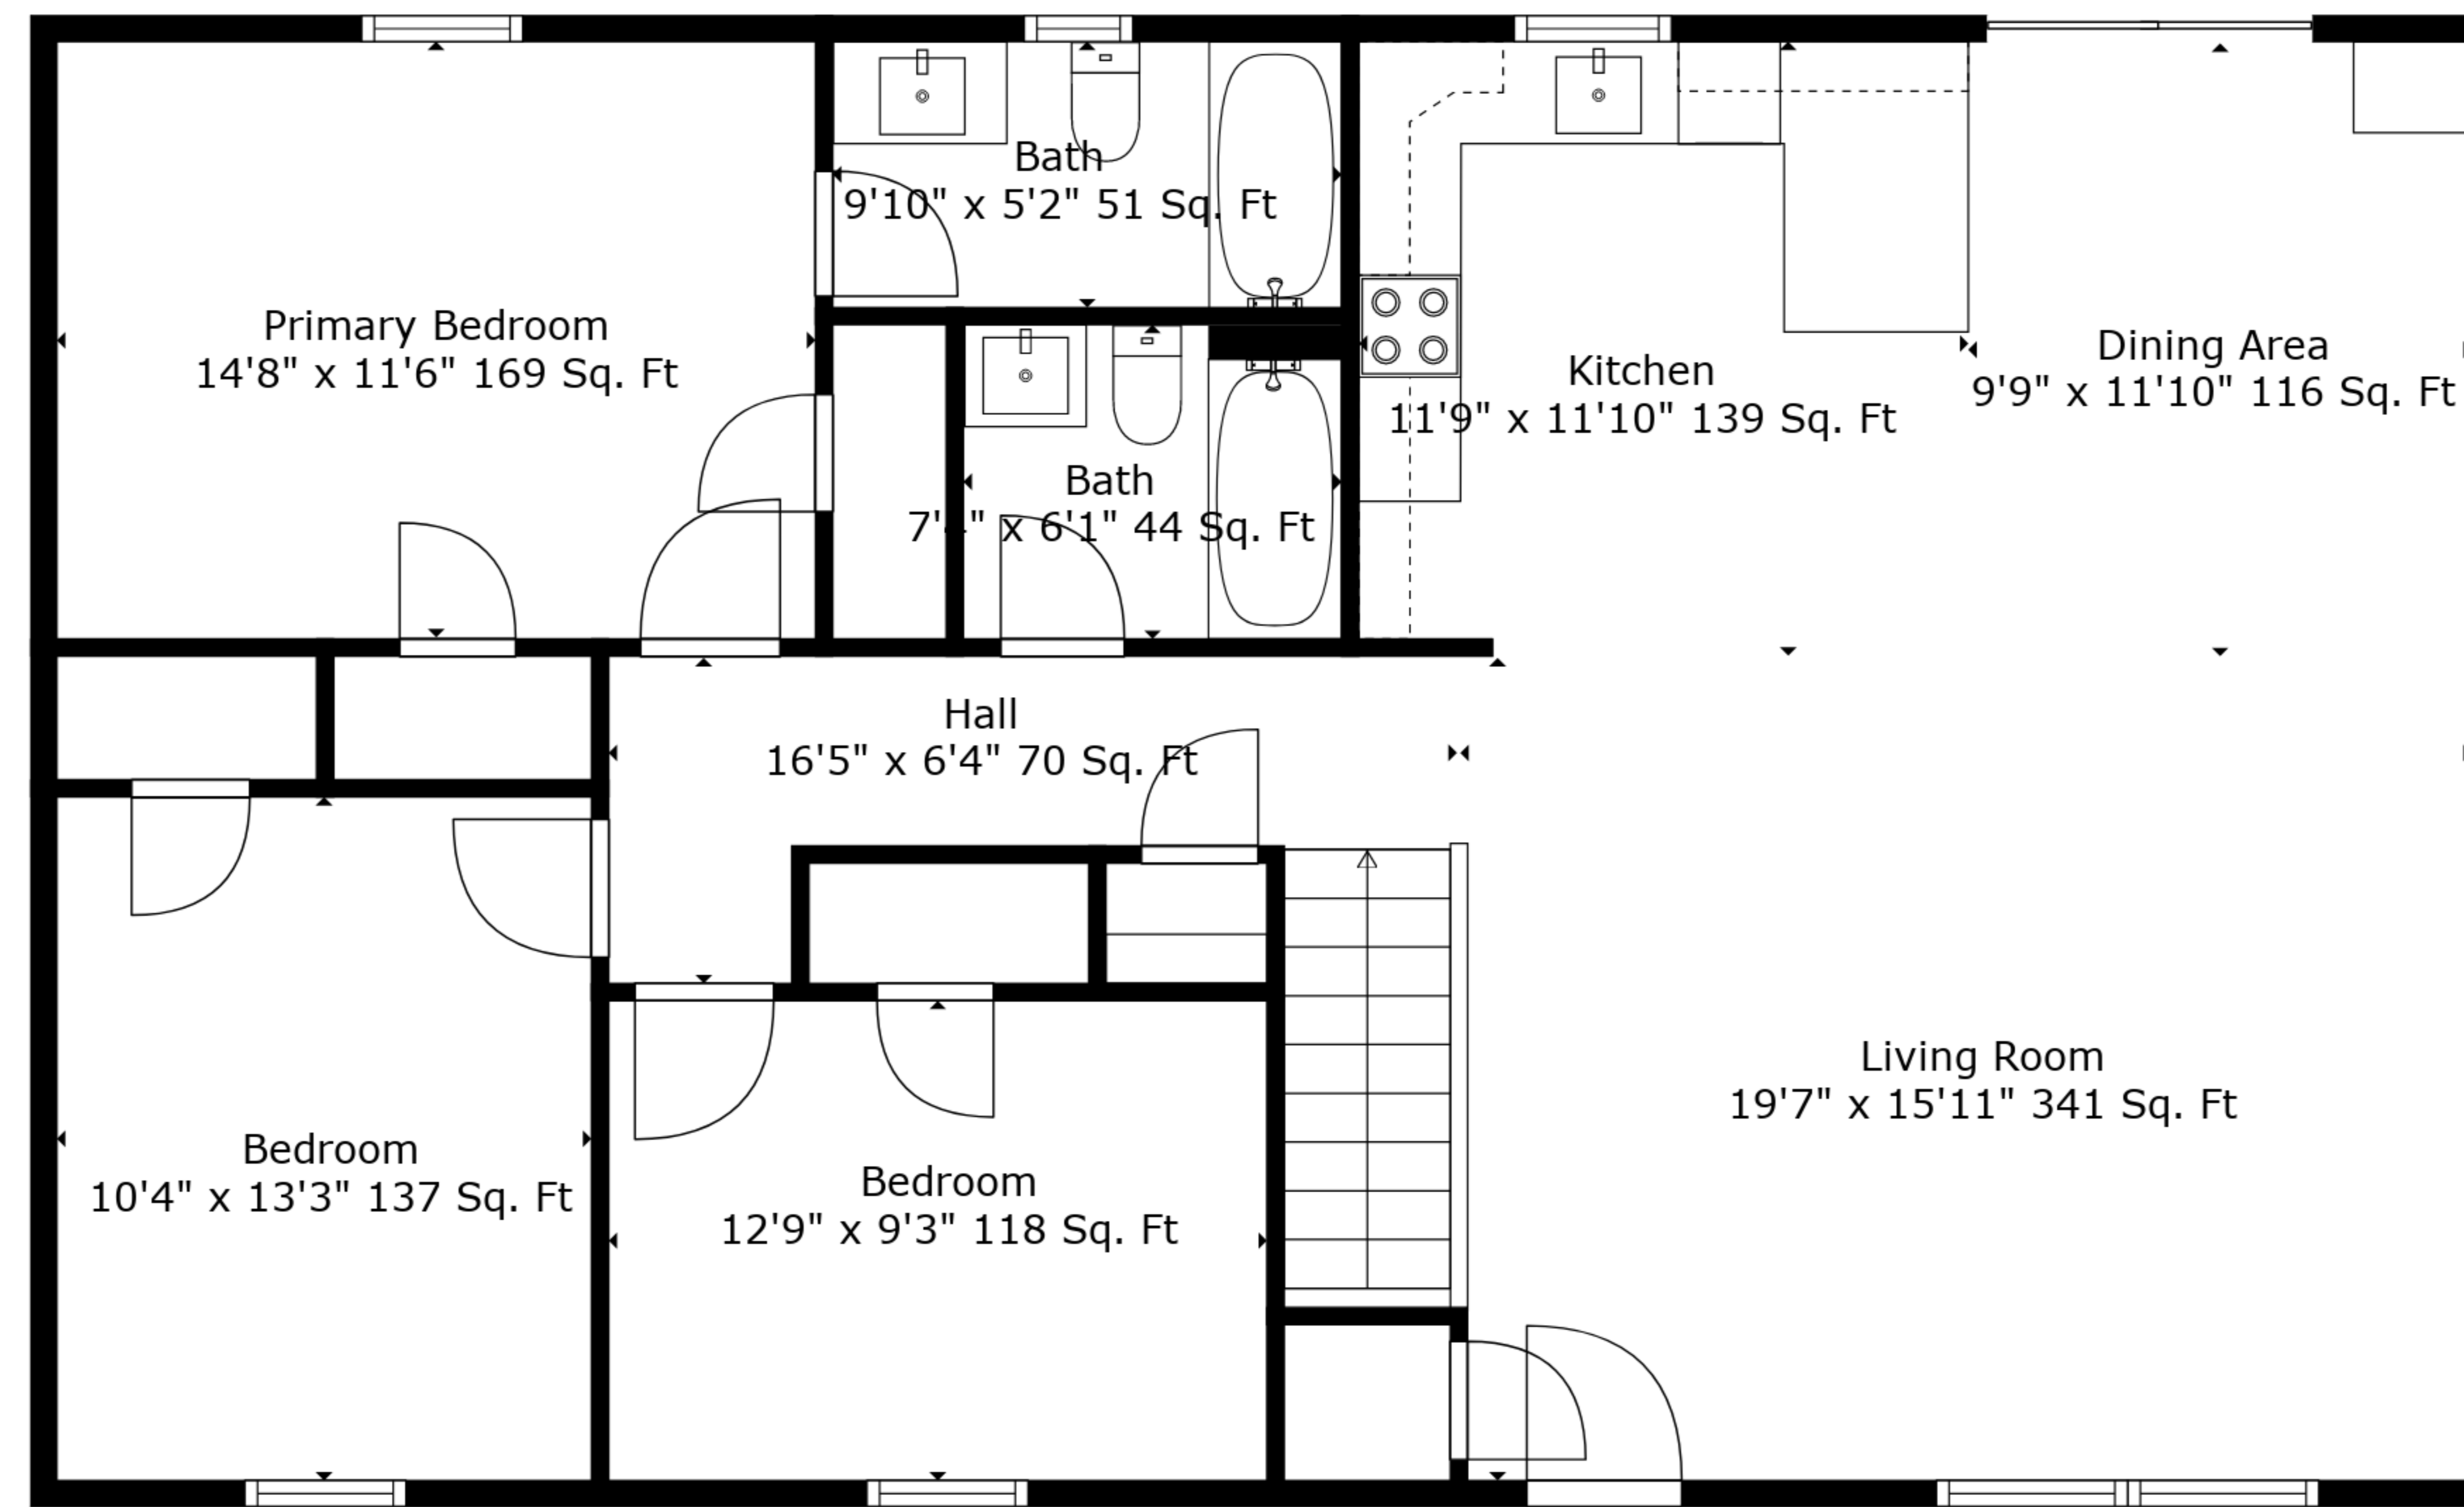 Bath
9'10" x 5'2" 51 Sq. Ft
Primary Bedroom
14'8" x 11'6" 169 Sq. Ft
Kitchen
11'9" x 11'10" 139 Sq. Ft
Dining Area
9'9" x 11'10" 116 Sq. Ft
Bath
x 6'1" 44 Sq. Ft
Hall
16'5" x 6'4" 70 Sq. Ft
Living Room
19'7" x 15'11" 341 Sq. Ft
Bedroom
10'4" x 13'3" 137 Sq. Ft
Bedroom
12'9" x 9'3" 118 Sq. Ft